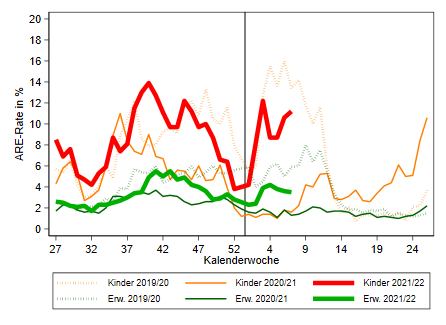 ARE-Rate in %
20
18
16
14
12
10
8
6
4
2
0
27 32 37 42 47 52 4 9 14 19 24
Kalenderwoche
Kinder 2019/20 Kinder 2020/21 Kinder 2021/22
Erw. 2019/20 Erw. 2020/21 Erw. 2021/22